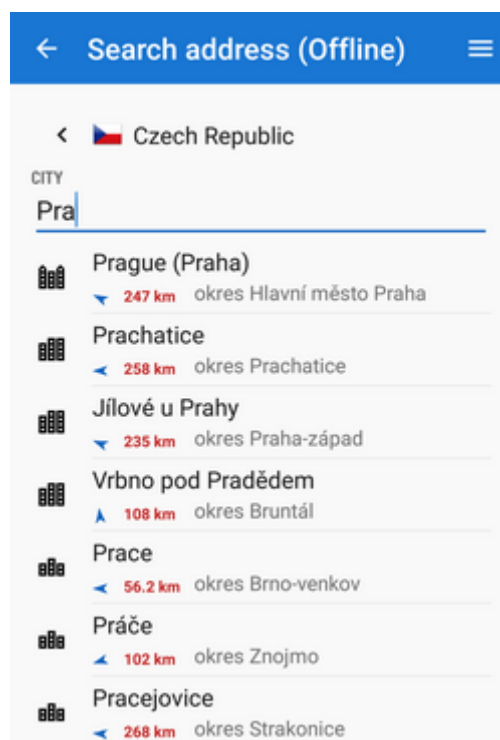 Search address (Offline)
Czech Republic
CITY
Pra
Prague (Praha)
247 km okres Hlavní město Praha
Prachatice
258 km okres Prachatice
Jílové u Prahy
235 km okres Praha-západ
Vrbno pod Pradědem
108 km okres Bruntál
Prace
56.2 km okres Brno-venkov
Práče
102 km okres Znojmo
Pracejovice
268 km okres Strakonice